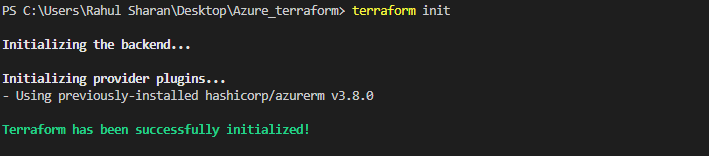 PS C:\Users\Rahul Sharan\Desktop\Azure_terraform> terraform init
Initializing the backend...
Initializing provider plugins...
- Using previously-installed hashicorp/azurerm v3.8.0
Terraform has been successfully initialized!